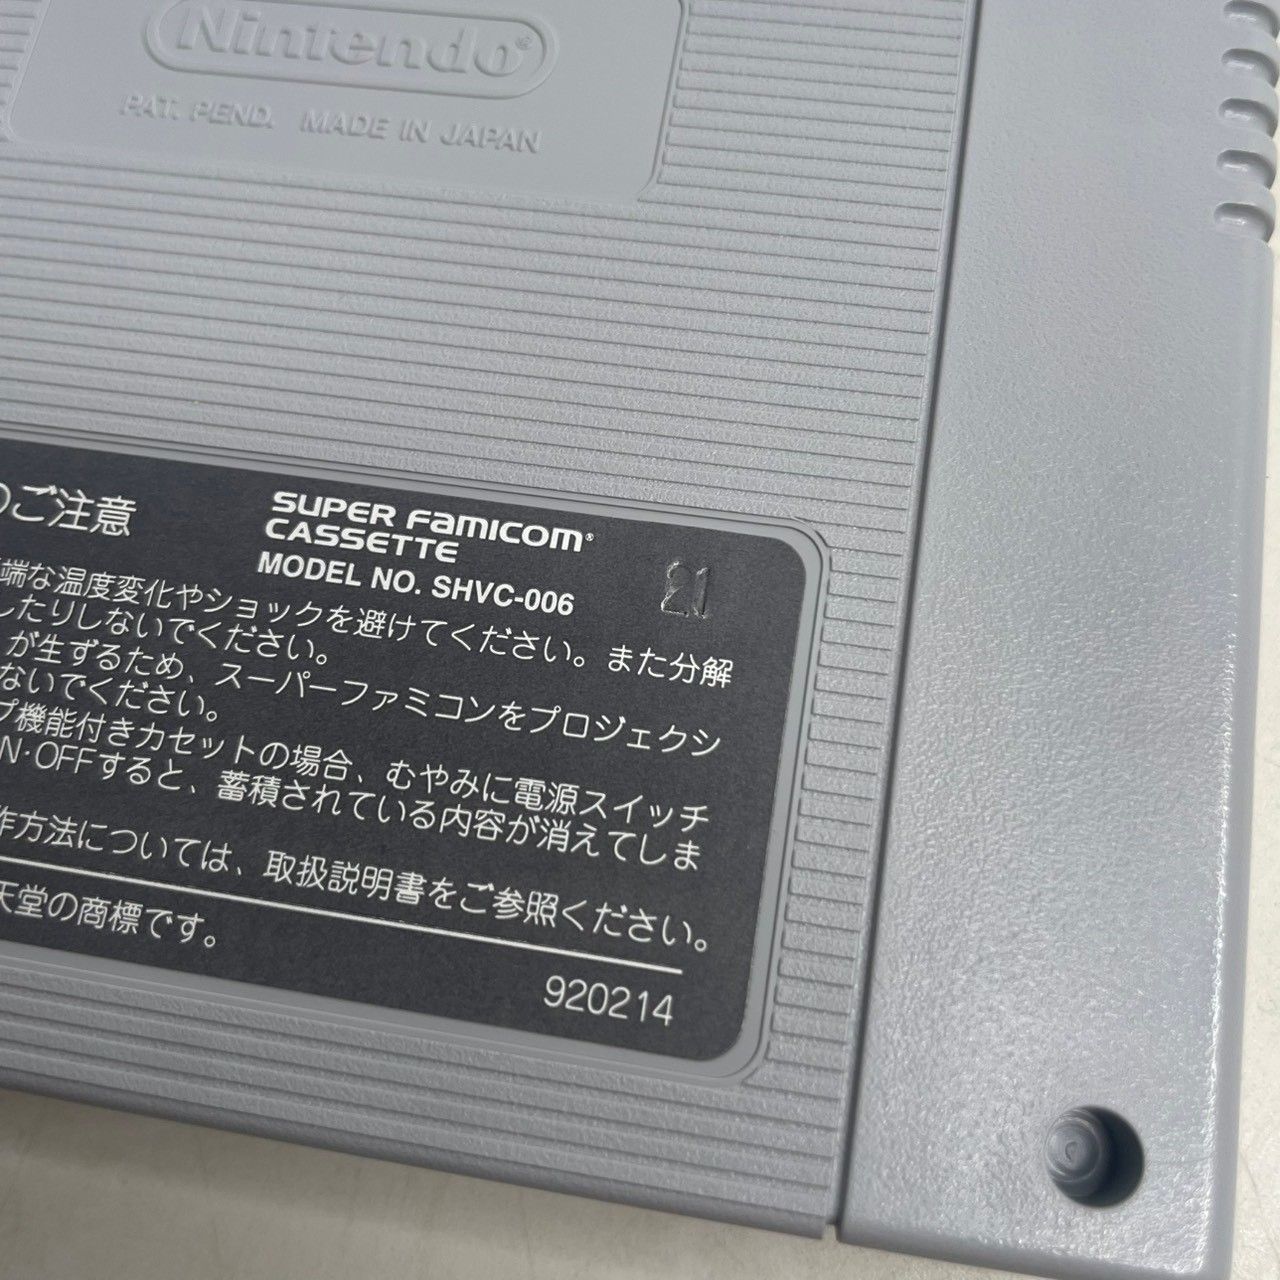 Nintendo®
PAT. PEND. MADE IN JAPAN
のご注意
SUPER FAMICOM®
CASSETTE
MODEL NO. SHVC-006
21
端な温度変化やショックを避けてください。また分解
したりしないでください。
が生ずるため、スーパーファミコンをプロジェクシ
ないでください。
プ機能付きカセットの場合、むやみに電源スイッチ
N・OFFすると、蓄積されている内容が消えてしま
作方法については、取扱説明書をご参照ください。
天堂の商標です。
920214